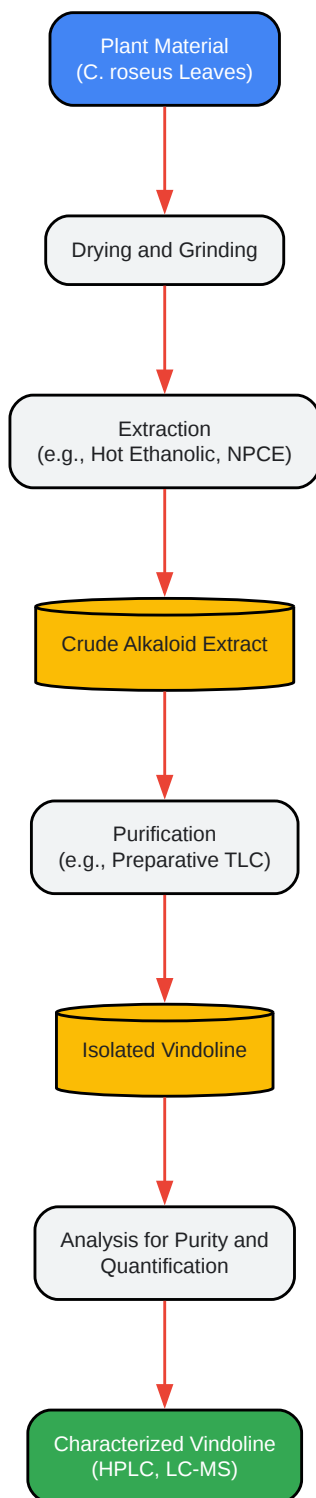 Plant Material
(C. roseus Leaves)
Drying and Grinding
Extraction
(e.g., Hot Ethanolic, NPCE)
Crude Alkaloid Extract
Purification
(e.g., Preparative TLC)
Isolated Vindoline
Analysis for Purity and
Quantification
Characterized Vindoline
(HPLC, LC-MS)